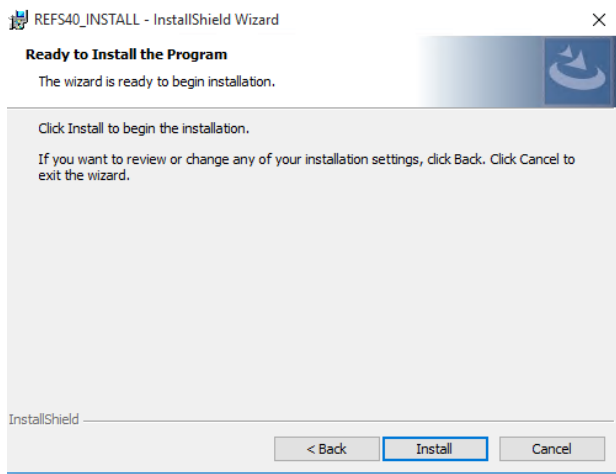 REFS40_INSTALL - InstallShield Wizard
Ready to Install the Program
The wizard is ready to begin installation.
Click Install to begin the installation.
If you want to review or change any of your installation settings, click Back. Click Cancel to
exit the wizard.
InstallShield
< Back
Install
Cancel